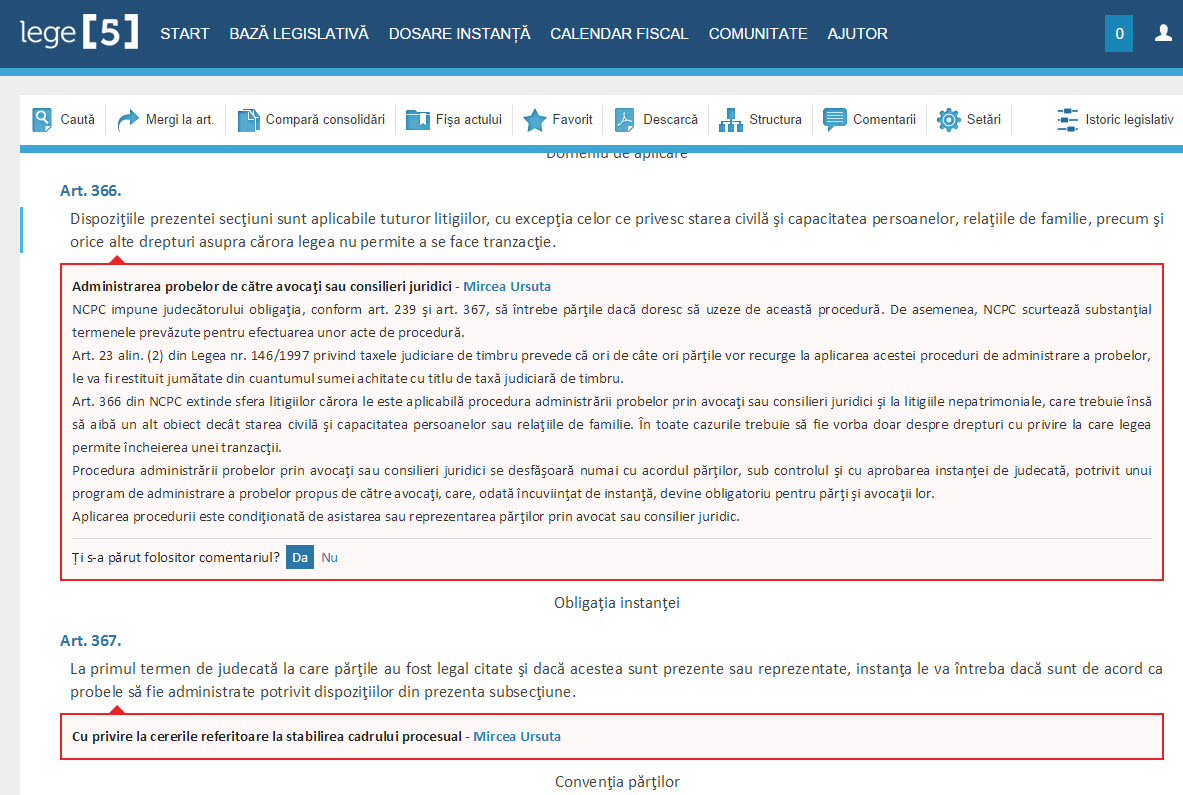 lege[5] START BAZĂ LEGISLATIVĂ DOSARE INSTANȚĂ CALENDAR FISCAL COMUNITATE AJUTOR 0
Caută Mergi la art. Compară consolidări Fișa actului Favorit Descarcă Structura Comentarii Setări Istoric legislativ
Domeniu de aplicare
Art. 366.
Dispoziţiile prezentei secţiuni sunt aplicabile tuturor litigiilor, cu excepţia celor ce privesc starea civilă şi capacitatea persoanelor, relaţiile de familie, precum şi
orice alte drepturi asupra cărora legea nu permite a se face tranzacţie.
Administrarea probelor de către avocaţi sau consilieri juridici - Mircea Ursuta
NCPC impune judecătorului obligaţia, conform art. 239 şi art. 367, să întrebe părţile dacă doresc să uzeze de această procedură. De asemenea, NCPC scurtează substanţial
termenele prevăzute pentru efectuarea unor acte de procedură.
Art. 23 alin. (2) din Legea nr. 146/1997 privind taxele judiciare de timbru prevede că ori de câte ori părţile vor recurge la aplicarea acestei proceduri de administrare a probelor,
le va fi restituit jumătate din cuantumul sumei achitate cu titlu de taxă judiciară de timbru.
Art. 366 din NCPC extinde sfera litigiilor cărora le este aplicabilă procedura administrării probelor prin avocaţi sau consilieri juridici şi la litigiile nepatrimoniale, care trebuie însă
să aibă un alt obiect decât starea civilă şi capacitatea persoanelor sau relaţiile de familie. În toate cazurile trebuie să fie vorba doar despre drepturi cu privire la care legea
permite încheierea unei tranzacţii.
Procedura administrării probelor prin avocaţi sau consilieri juridici se desfăşoară numai cu acordul părţilor, sub controlul şi cu aprobarea instanţei de judecată, potrivit unui
program de administrare a probelor propus de către avocaţi, care, odată încuviinţat de instanţă, devine obligatoriu pentru părţi şi avocaţii lor.
Aplicarea procedurii este condiţionată de asistarea sau reprezentarea părţilor prin avocat sau consilier juridic.
Ți s-a părut folositor comentariul? Da Nu
Obligaţia instanţei
Art. 367.
La primul termen de judecată la care părţile au fost legal citate şi dacă acestea sunt prezente sau reprezentate, instanţa le va întreba dacă sunt de acord ca
probele să fie administrate potrivit dispoziţiilor din prezenta subsecţiune.
Cu privire la cererile referitoare la stabilirea cadrului procesual - Mircea Ursuta
Convenţia părţilor